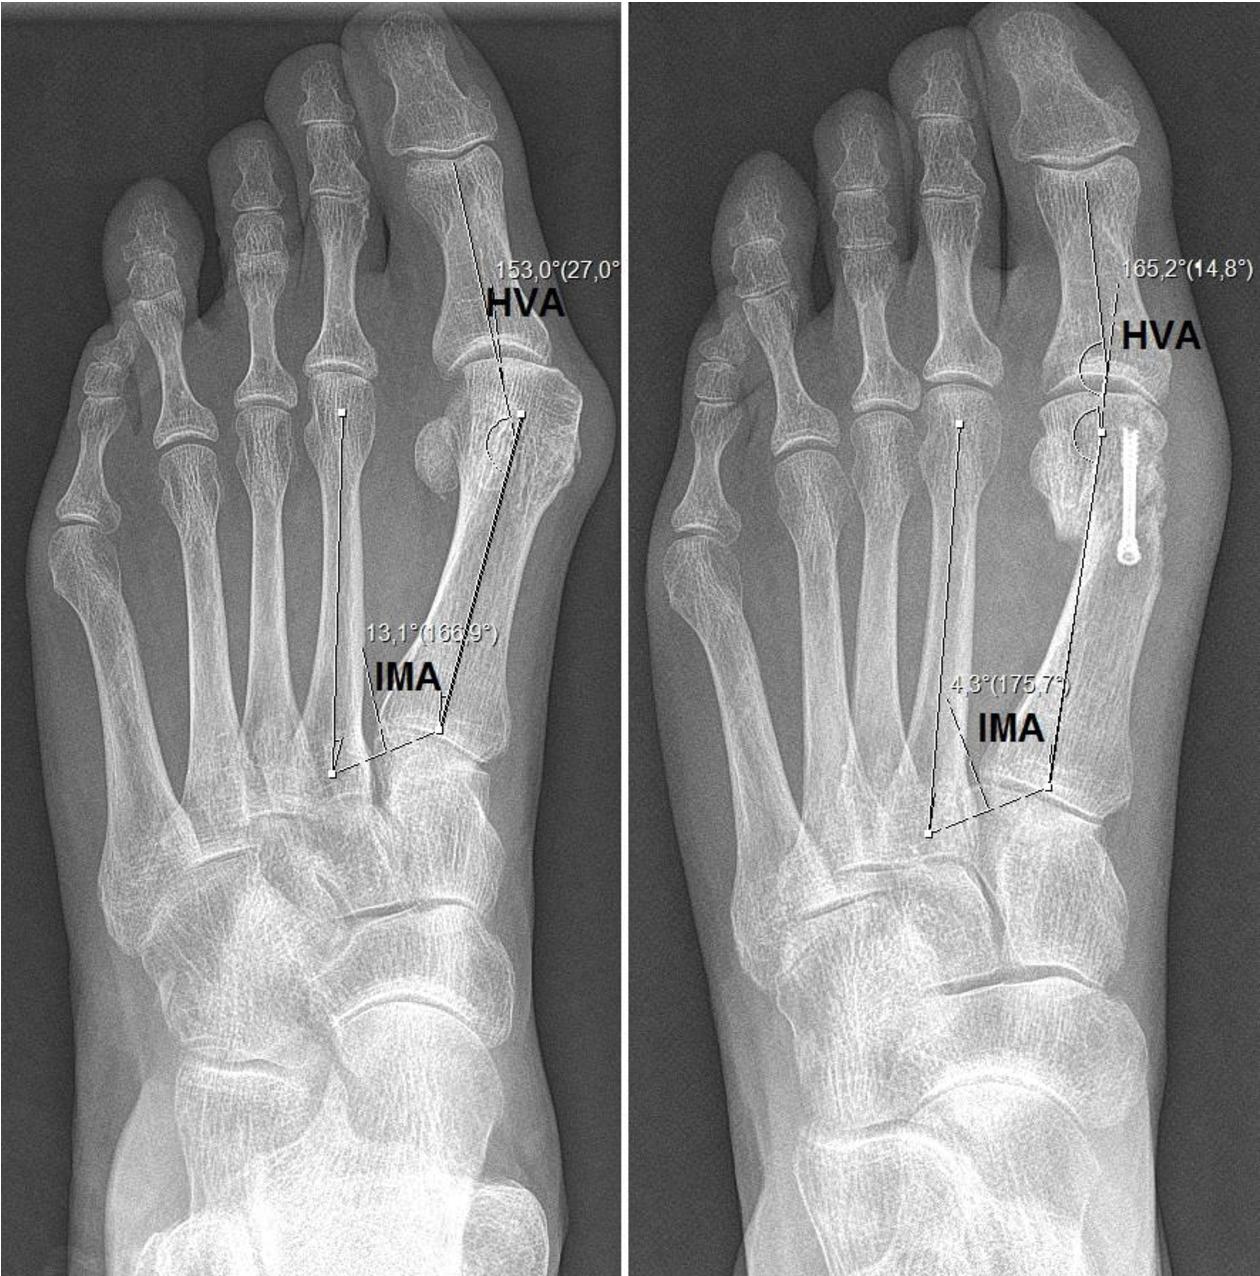 153,0°(27,0°
HVA
13,1°(166,9°)
IMA
165,2°(14,8°)
HVA
4,3°(175,7°)
IMA